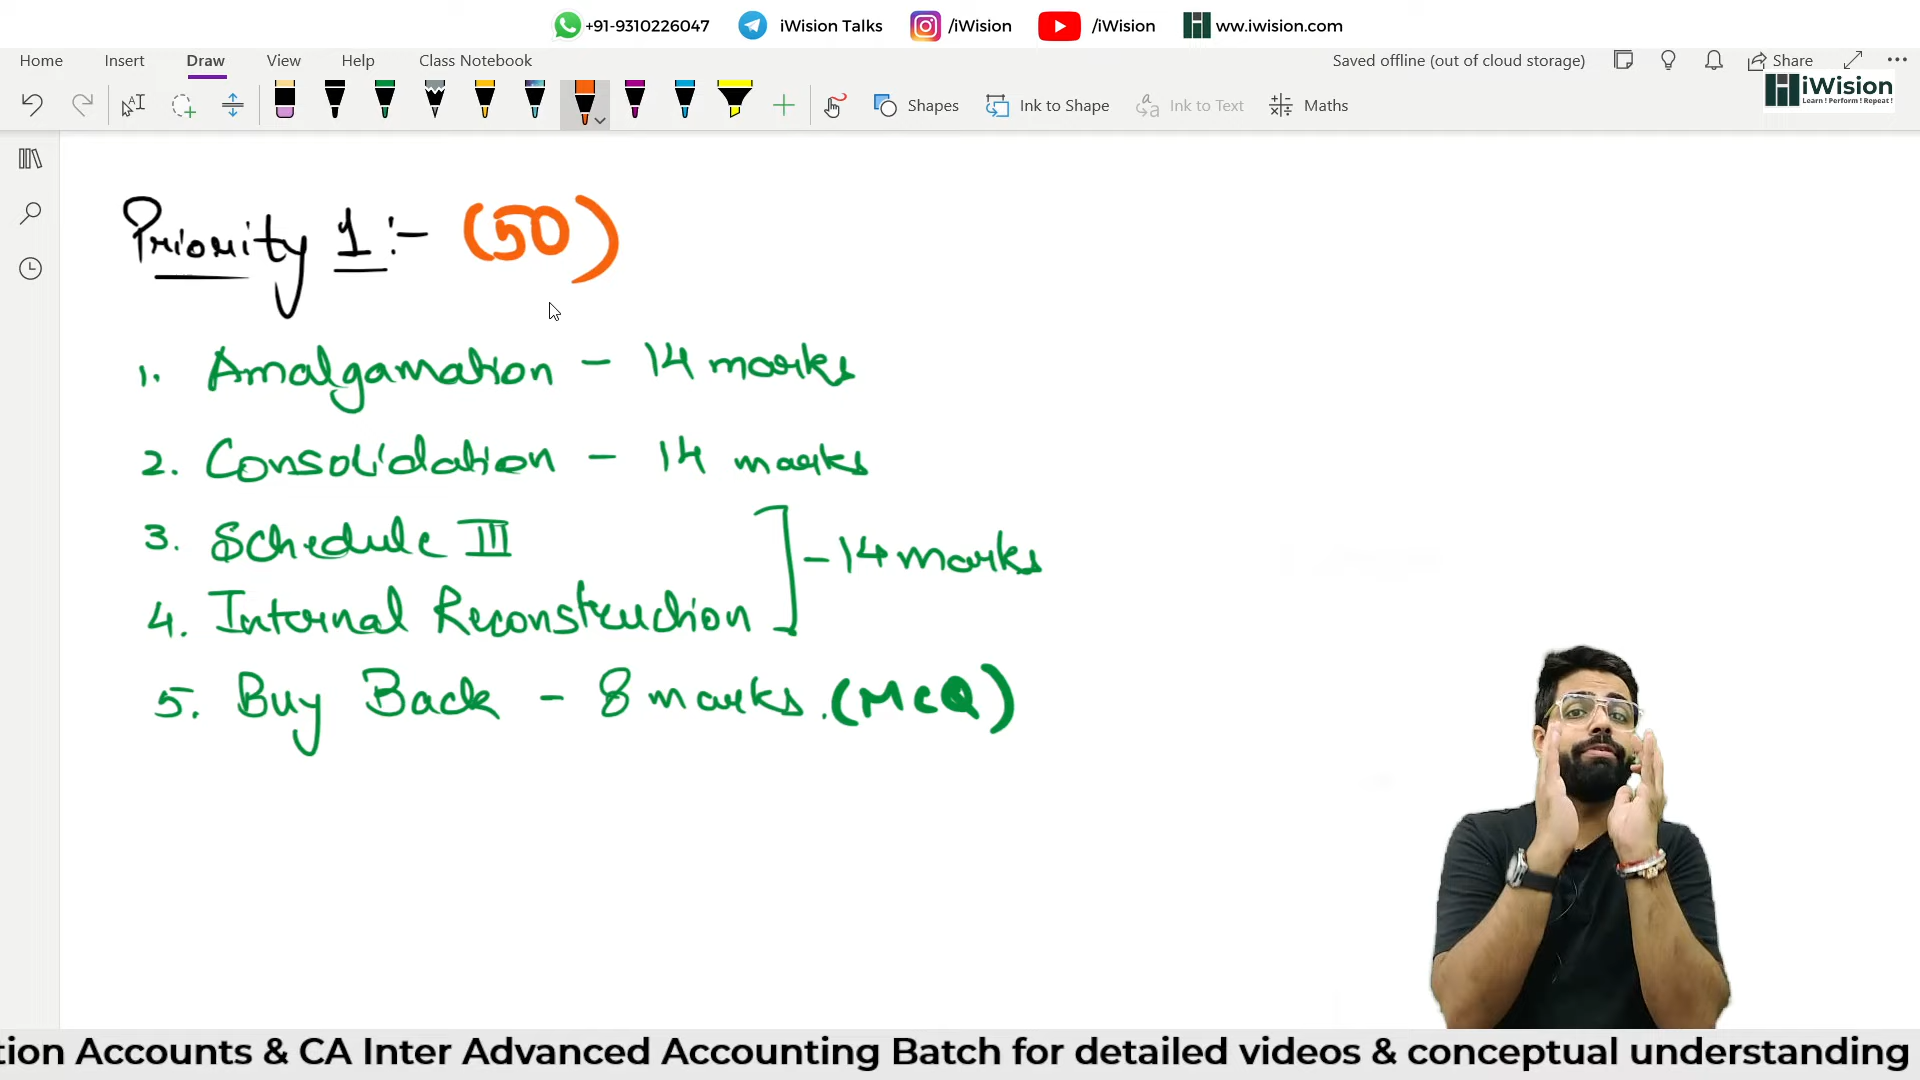 +91-9310226047 iWision Talks /iWision /iWision ww.iwision.com
Home Insert Draw View Help Class Notebook Saved offline (out of cloud storage) Share
Shapes Ink to Shape Ink to Text Maths
iWision
Learn ! Perform ! Repeat !
Priority 1 :- (50)
1. Amalgamation - 14 marks
2. Consolidation - 14 marks
3. Schedule III
- 14 marks
4. Internal Reconstruction
5. Buy Back - 8 marks. (McQ)
tion Accounts & CA Inter Advanced Accounting Batch for detailed videos & conceptual understanding